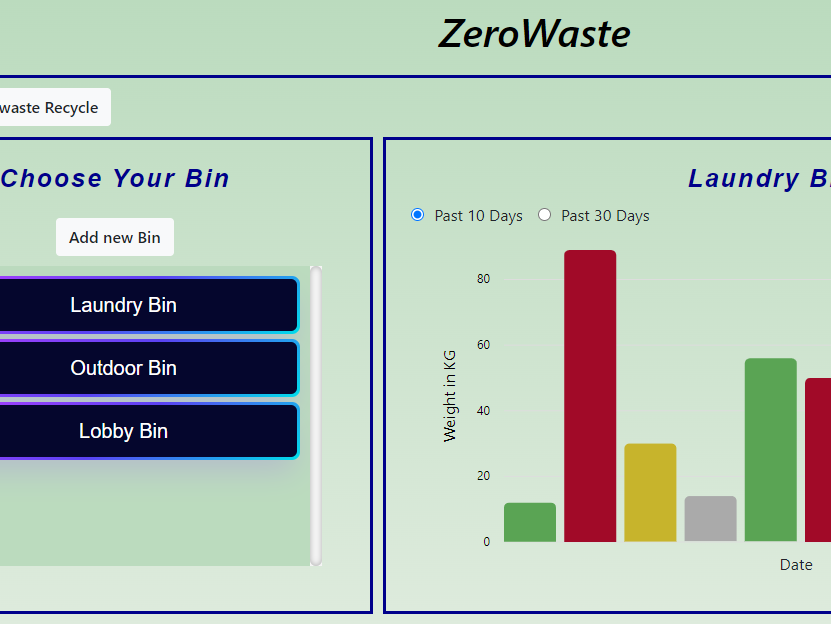 ZeroWaste
waste Recycle
Choose Your Bin
Add new Bin
Laundry Bin
Outdoor Bin
Lobby Bin
Laundry B
Past 10 Days
Past 30 Days
Weight in KG
80
60
40
20
0
Date